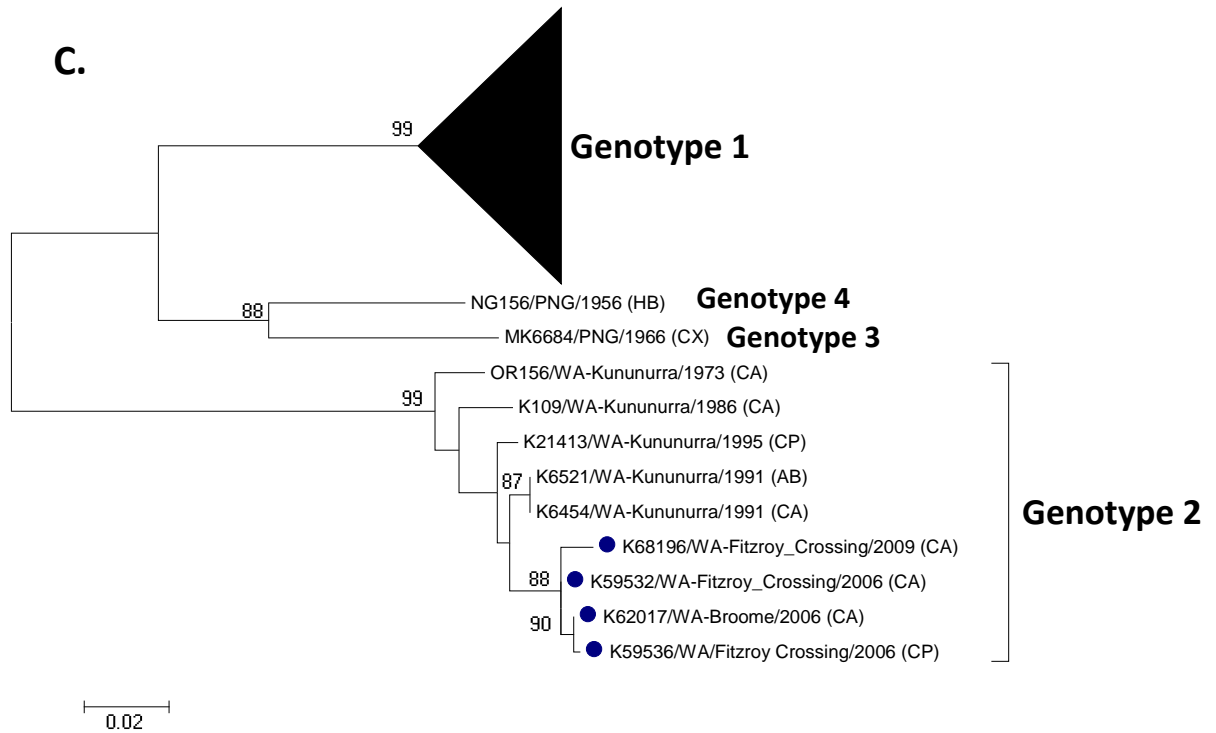 C.
99
Genotype 1
88
NG156/PNG/1956 (HB)
Genotype 4
MK6684/PNG/1966 (CX)
Genotype 3
OR156/WA-Kununurra/1973 (CA)
99
K109/WA-Kununurra/1986 (CA)
K21413/WA-Kununurra/1995 (CP)
87
K6521/WA-Kununurra/1991 (AB)
K6454/WA-Kununurra/1991 (CA)
Genotype 2
K68196/WA-Fitzroy_Crossing/2009 (CA)
88
K59532/WA-Fitzroy_Crossing/2006 (CA)
K62017/WA-Broome/2006 (CA)
90
K59536/WA/Fitzroy Crossing/2006 (CP)
0.02